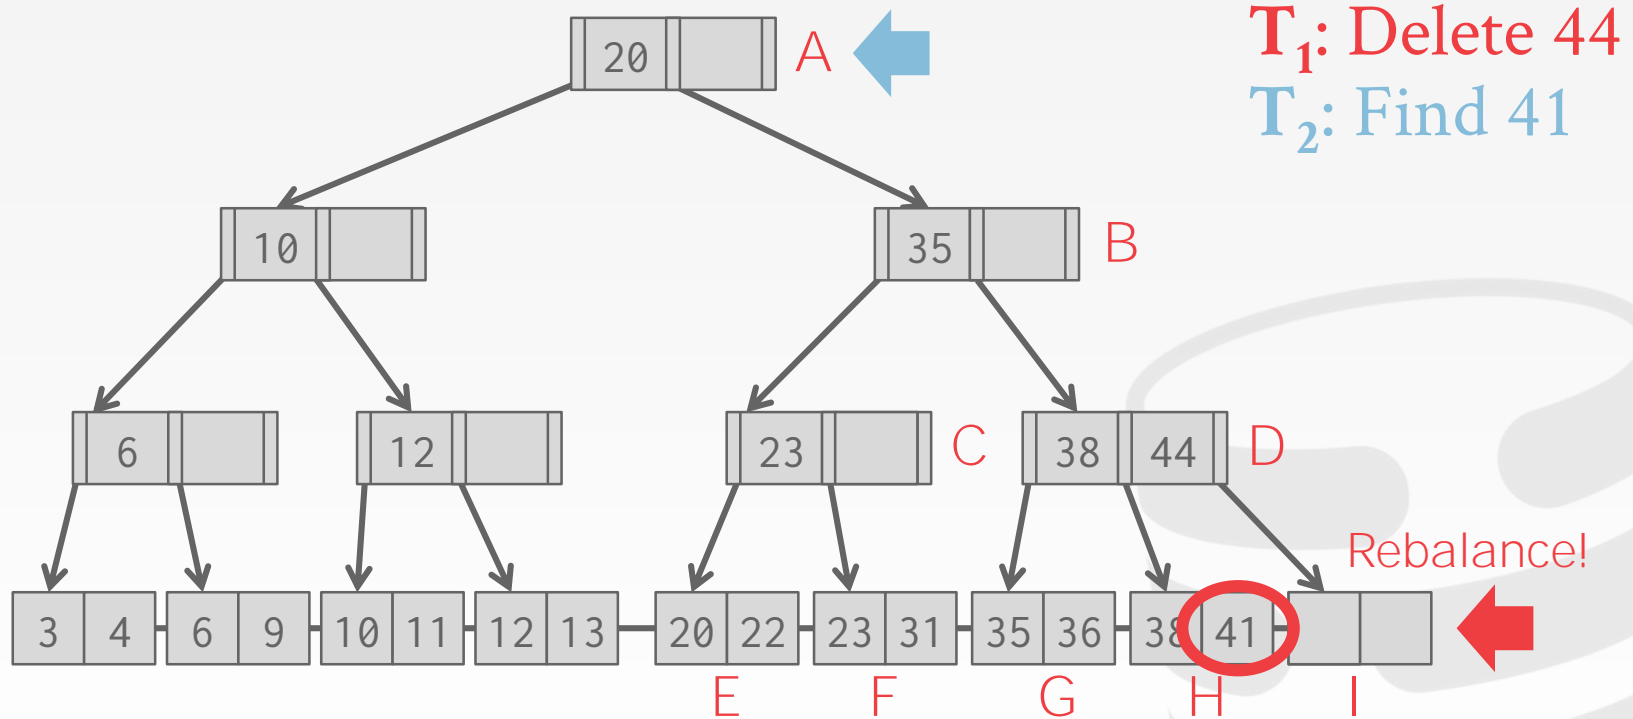 T1: Delete 44
T2: Find 41
20 A
10 35 B
6 12 23 C 38 44 D
Rebalance!
3 4 6 9 10 11 12 13 20 22 23 31 35 36 38 41
E F G H I